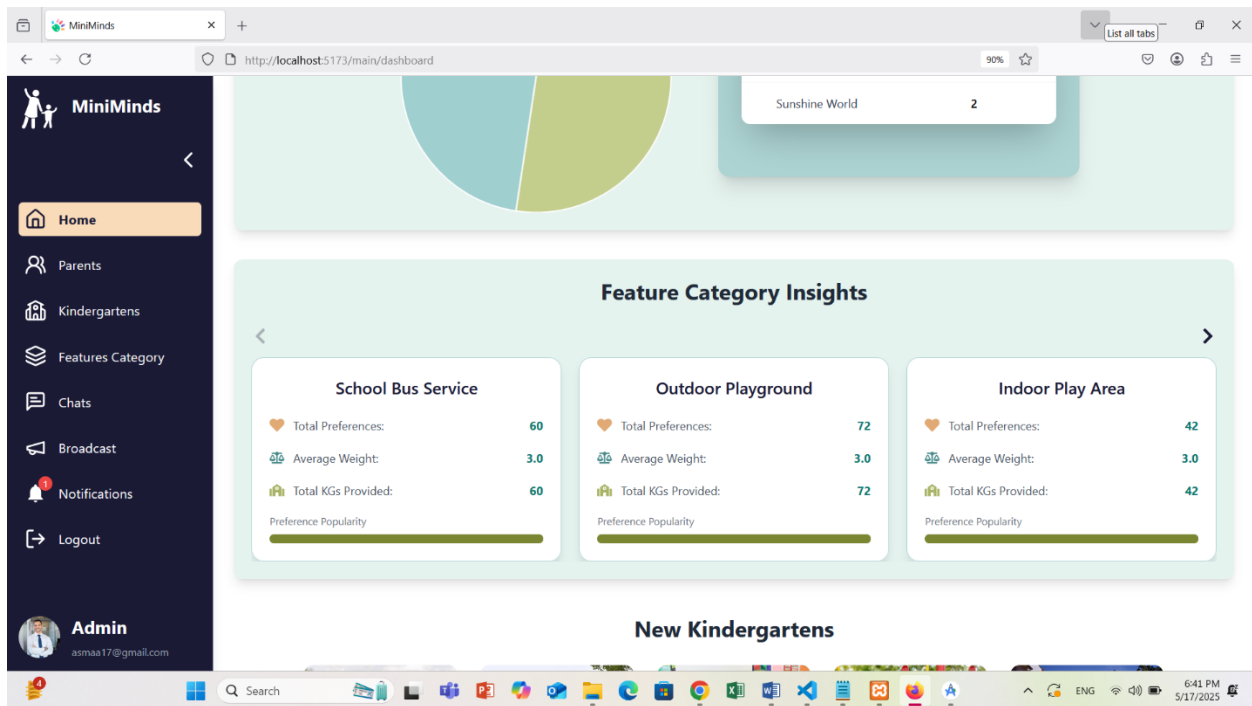 MiniMinds
List all tabs
http://localhost:5173/main/dashboard
90%
MiniMinds
Home
Parents
Kindergartens
Features Category
Chats
Broadcast
1
Notifications
Logout
Admin
asmaa17@gmail.com
Sunshine World 2
Feature Category Insights
School Bus Service
Total Preferences: 60
Average Weight: 3.0
Total KGs Provided: 60
Preference Popularity
Outdoor Playground
Total Preferences: 72
Average Weight: 3.0
Total KGs Provided: 72
Preference Popularity
Indoor Play Area
Total Preferences: 42
Average Weight: 3.0
Total KGs Provided: 42
Preference Popularity
New Kindergartens
4
Search
ENG
6:41 PM
5/17/2025